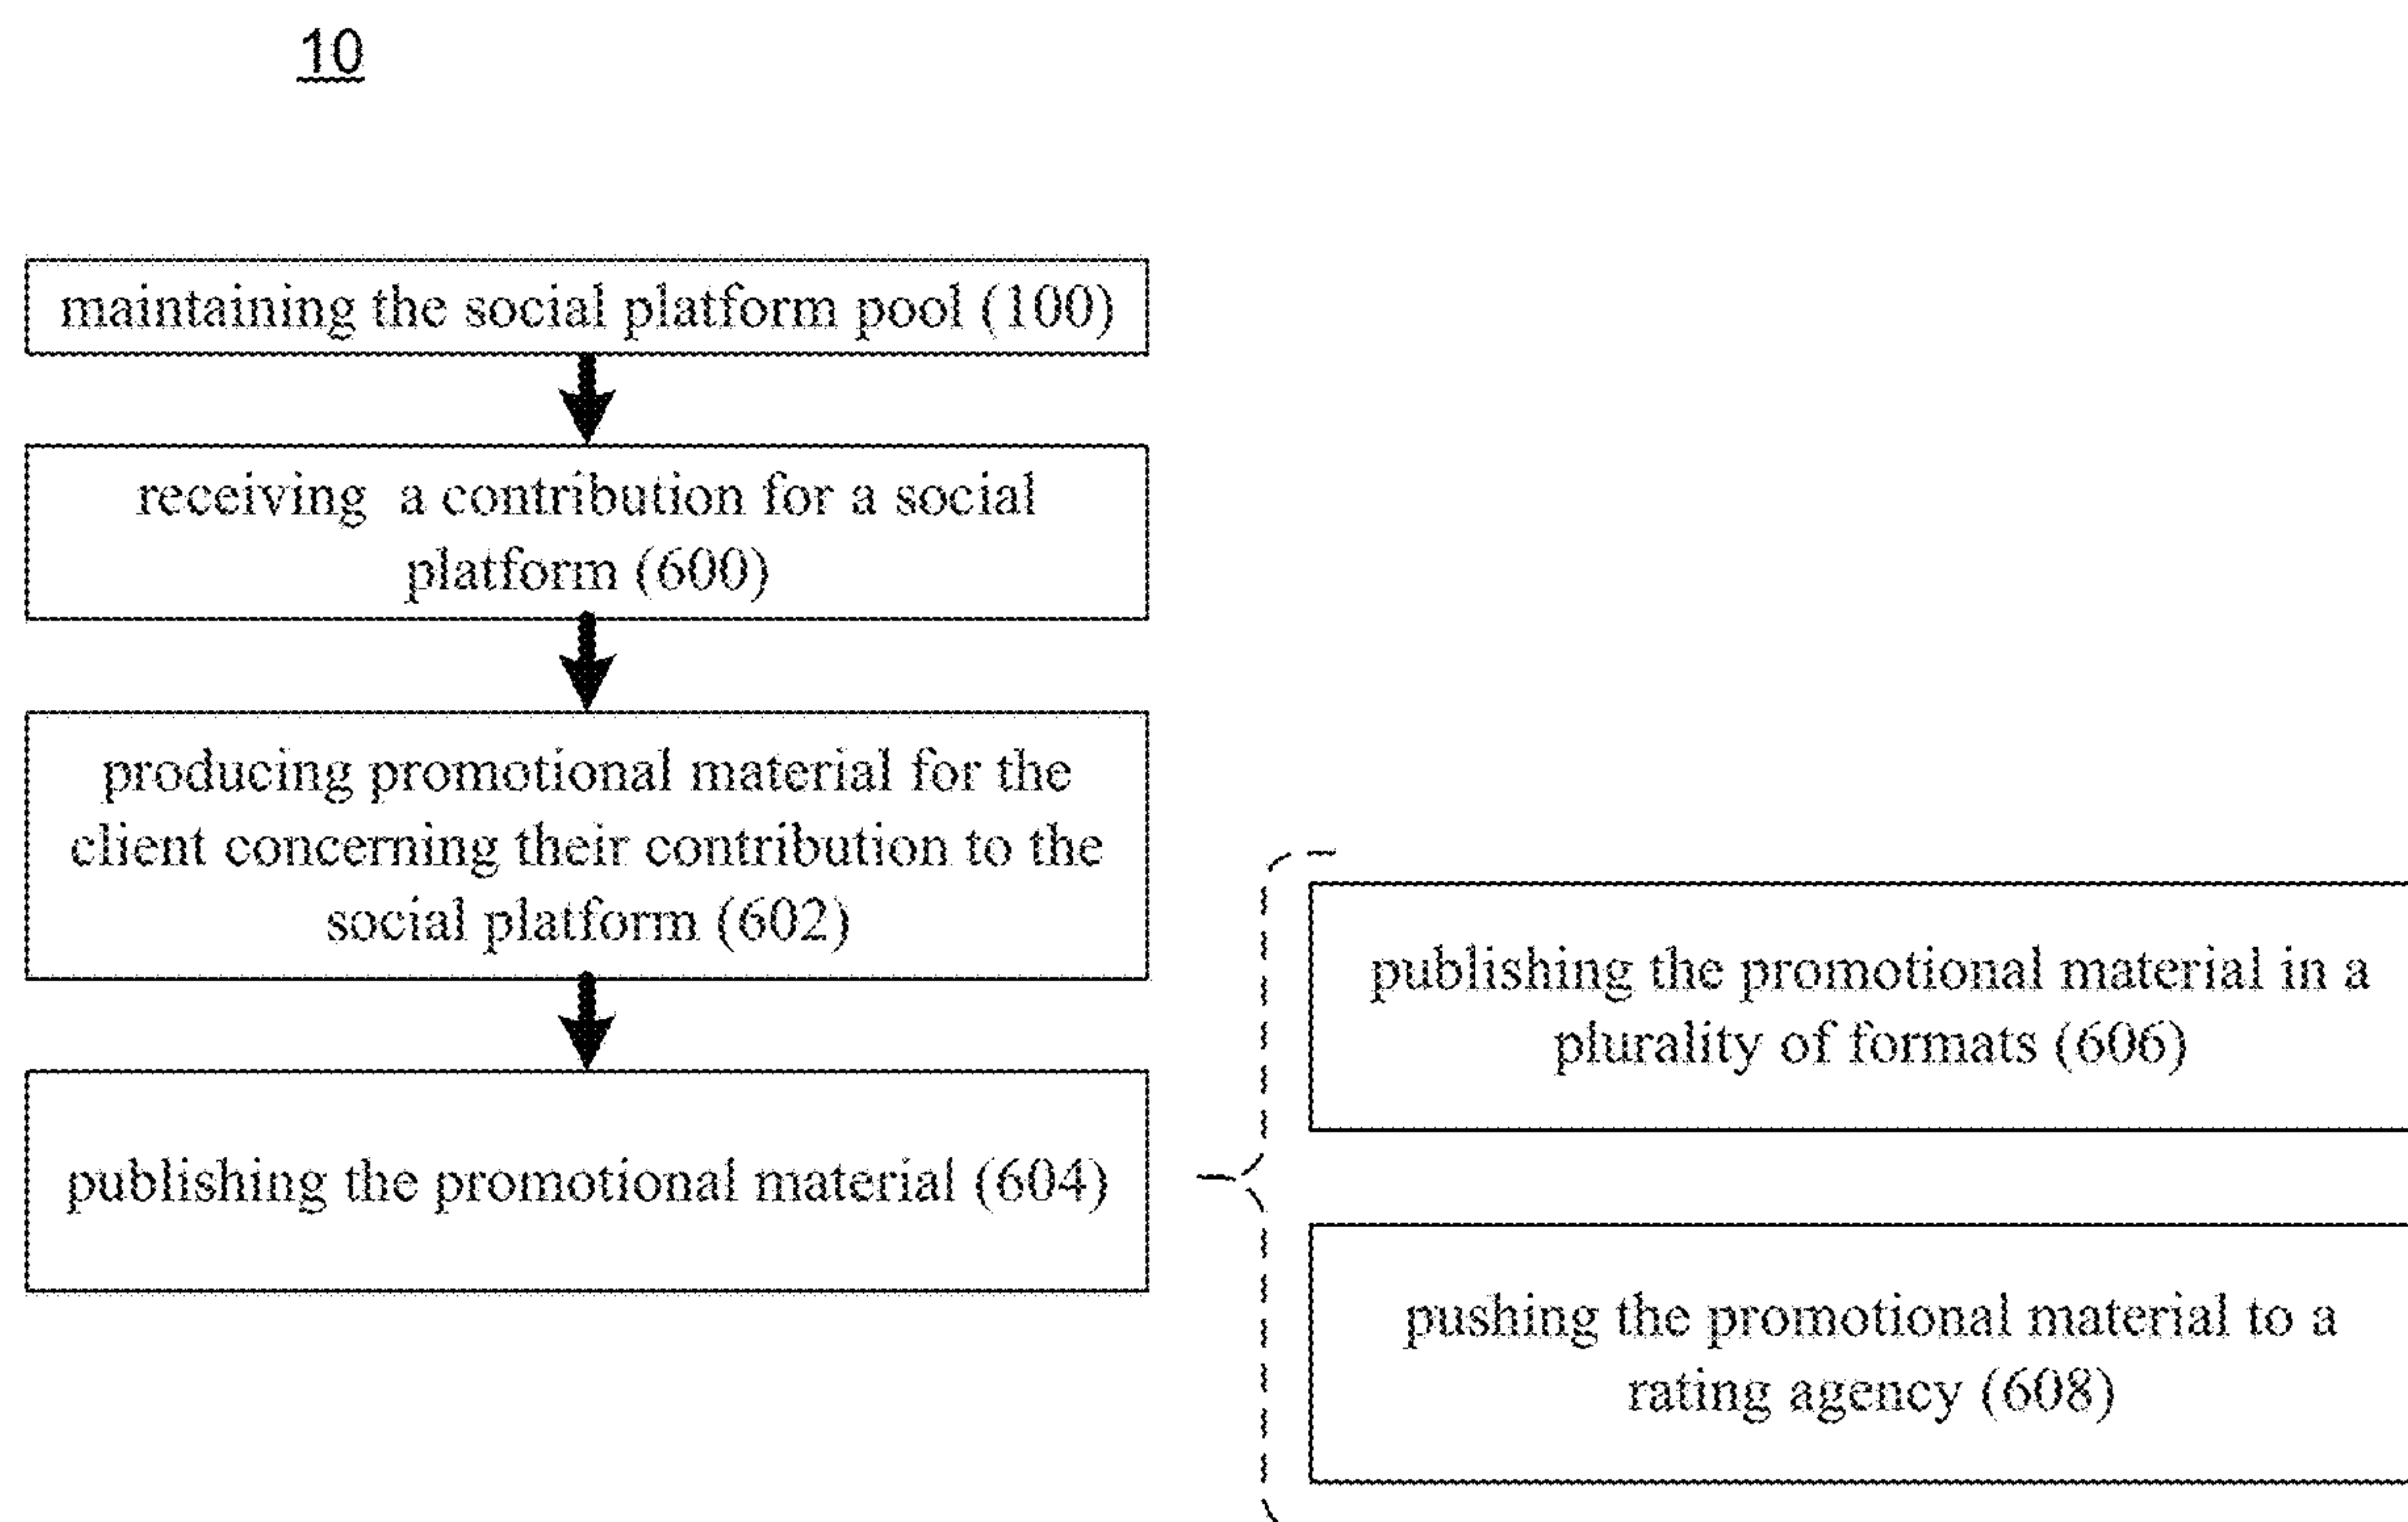 10
maintaining the social platform pool (100)
receiving a contribution for a social
platform (600)
producing promotional material for the
client concerning their contribution to the
social platform (602)
publishing the promotional material (604)
publishing the promotional material in a
plurality of formats (606)
pushing the promotional material to a
rating agency (608)